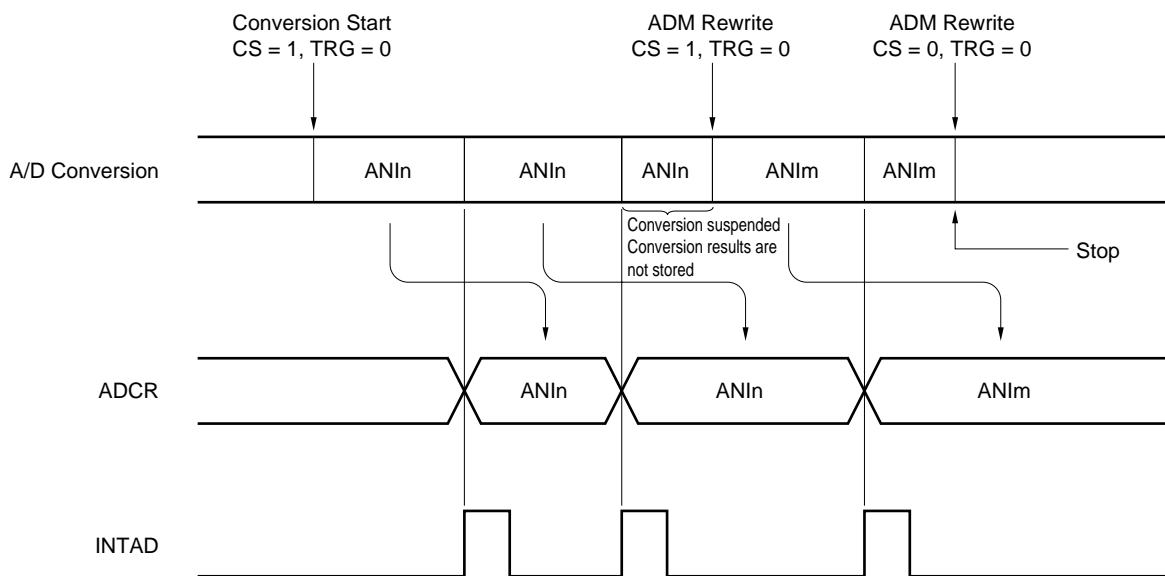 Conversion Start
CS = 1, TRG = 0
ADM Rewrite
CS = 1, TRG = 0
ADM Rewrite
CS = 0, TRG = 0
A/D Conversion
ANIn
ANIn
ANIn
ANIm
ANIm
Conversion suspended
Conversion results are
not stored
Stop
ADCR
ANIn
ANIn
ANIm
INTAD